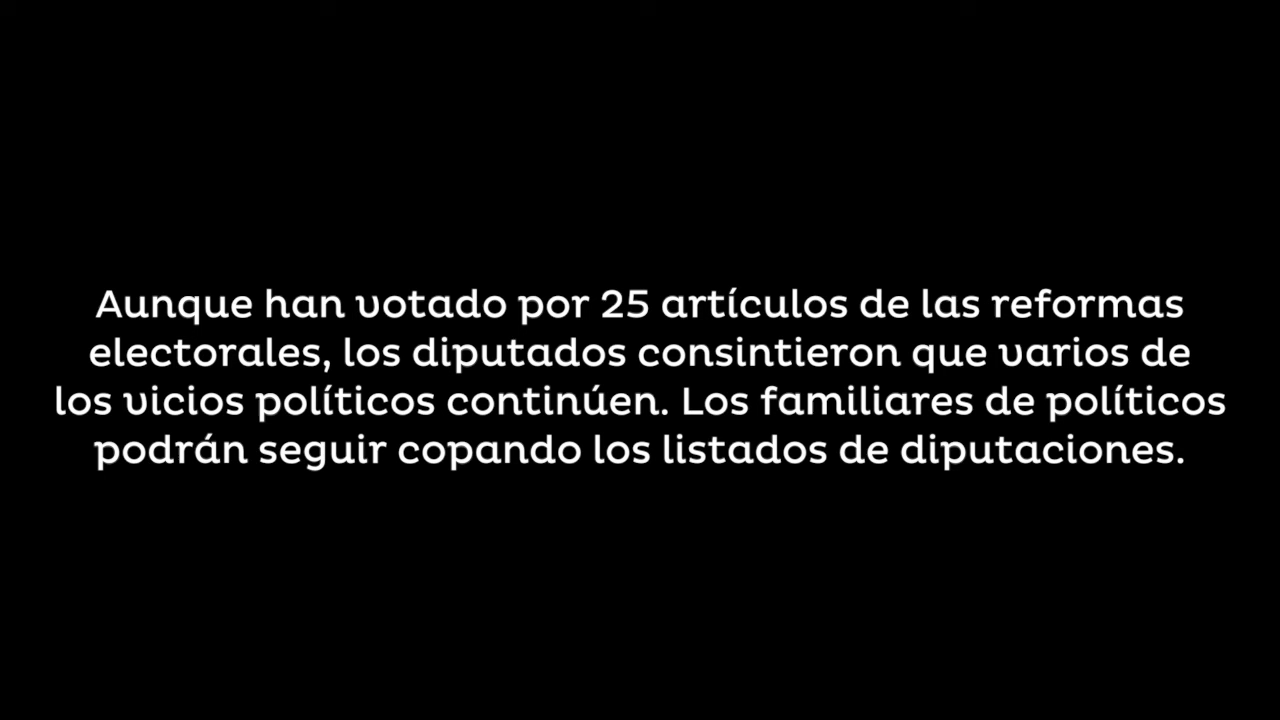 Aunque han votado por 25 artículos de las reformas
electorales, los diputados consintieron que varios de
los vicios políticos continúen. Los familiares de políticos
podrán seguir copando los listados de diputaciones.